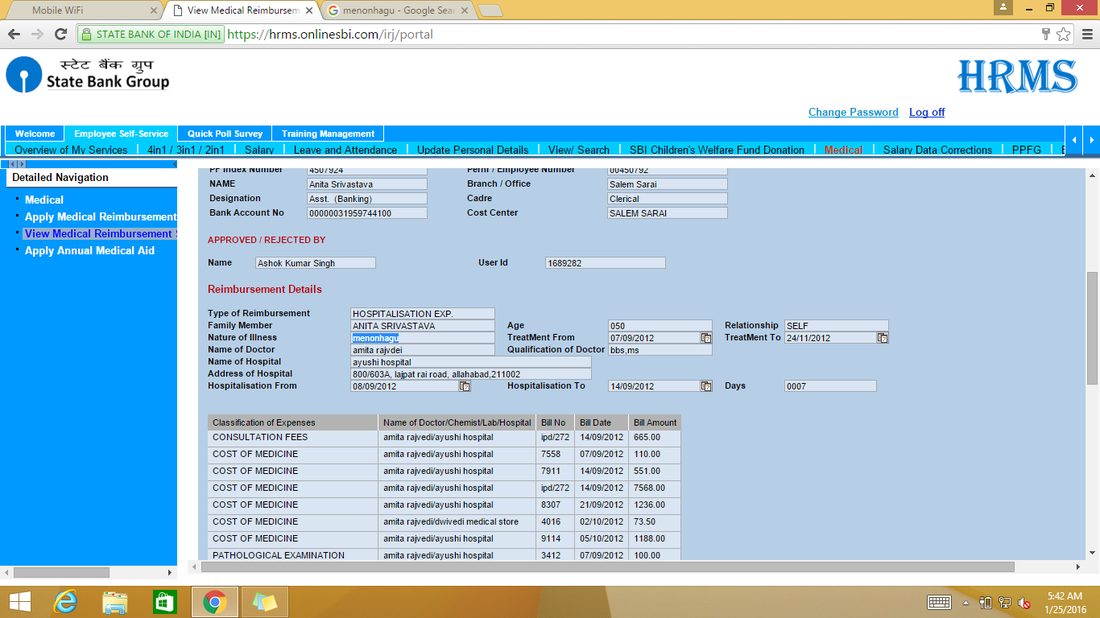 Mobile WiFi
View Medical Reimbursem
menonhagu - Google Sea
STATE BANK OF INDIA [IN] https://hrms.onlinesbi.com/irj/portal
स्टेट बैंक ग्रुप
State Bank Group
HRMS
Change Password Log off
Welcome Employee Self-Service Quick Poll Survey Training Management
Overview of My Services 4in1 / 3in1 / 2in1 Salary Leave and Attendance Update Personal Details View/ Search SBI Children's Welfare Fund Donation Medical Salary Data Corrections PPFG
Detailed Navigation
Medical
Apply Medical Reimbursement
View Medical Reimbursement
Apply Annual Medical Aid
PF Index Number 4507924 Perm / Employee Number 00450792
NAME Anita Srivastava Branch / Office Salem Sarai
Designation Asst. (Banking) Cadre Clerical
Bank Account No 00000031959744100 Cost Center SALEM SARAI
APPROVED / REJECTED BY
Name Ashok Kumar Singh User Id 1689282
Reimbursement Details
Type of Reimbursement HOSPITALISATION EXP.
Family Member ANITA SRIVASTAVA Age 050 Relationship SELF
Nature of Illness menonhagu TreatMent From 07/09/2012 TreatMent To 24/11/2012
Name of Doctor amita rajvdei Qualification of Doctor bbs,ms
Name of Hospital ayushi hospital
Address of Hospital 800/603A, lajpat rai road, allahabad,211002
Hospitalisation From 08/09/2012 Hospitalisation To 14/09/2012 Days 0007
Classification of Expenses Name of Doctor/Chemist/Lab/Hospital Bill No Bill Date Bill Amount
CONSULTATION FEES amita rajvedi/ayushi hospital ipd/272 14/09/2012 665.00
COST OF MEDICINE amita rajvedi/ayushi hospital 7558 07/09/2012 110.00
COST OF MEDICINE amita rajvedi/ayushi hospital 7911 14/09/2012 551.00
COST OF MEDICINE amita rajvedi/ayushi hospital ipd/272 14/09/2012 7568.00
COST OF MEDICINE amita rajvedi/ayushi hospital 8307 21/09/2012 1236.00
COST OF MEDICINE amita rajvedi/dwivedi medical store 4016 02/10/2012 73.50
COST OF MEDICINE amita rajvedi/ayushi hospital 9114 05/10/2012 1188.00
PATHOLOGICAL EXAMINATION amita rajvedi/ayushi hospital 3412 07/09/2012 100.00
5:42 AM
1/25/2016